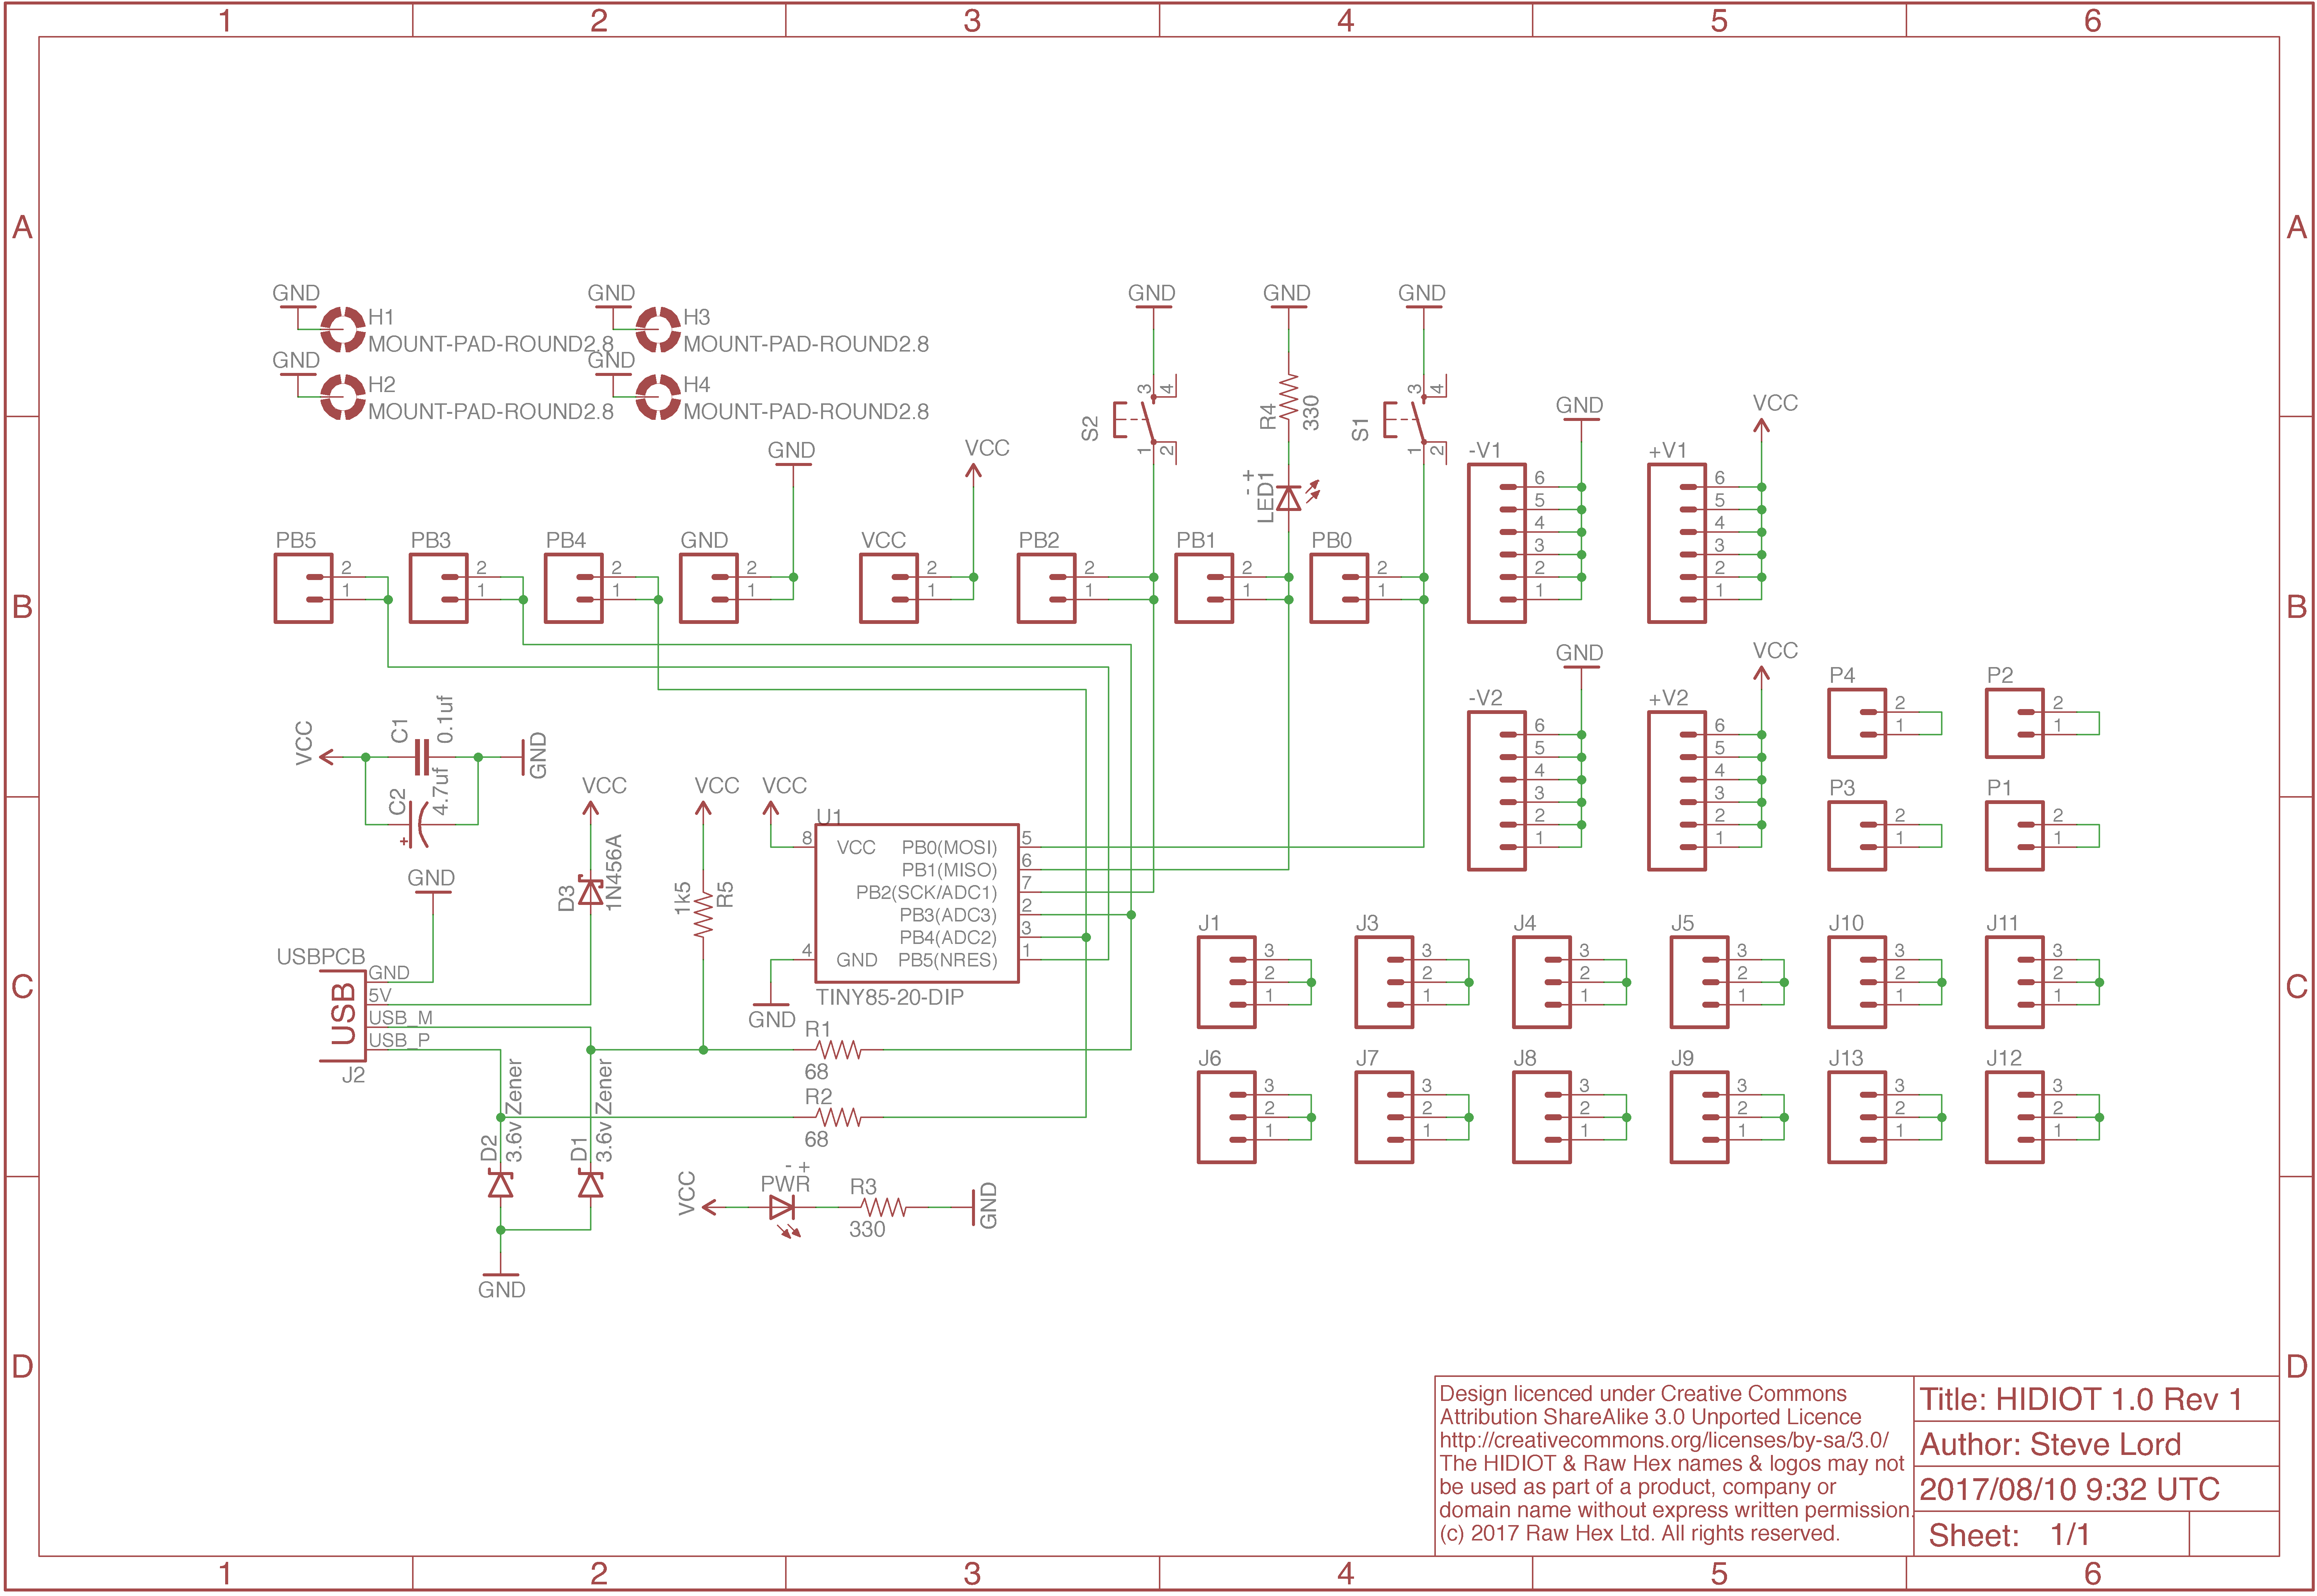 1 2 3 4 5 6
A A
GND GND GND GND GND
H1 H3
MOUNT-PAD-ROUND2.8 MOUNT-PAD-ROUND2.8
GND GND
H2 H4
MOUNT-PAD-ROUND2.8 MOUNT-PAD-ROUND2.8
S2 3 4 1 2
R4 330
S1 3 4 1 2
LED1 - +
GND VCC
GND VCC
-V1 +V1
6 6
5 5
4 4
3 3
2 2
1 1
PB5 PB3 PB4 GND VCC PB2 PB1 PB0
2 2 2 2 2 2 2 2
1 1 1 1 1 1 1 1
B B
GND VCC
-V2 +V2
6 6
5 5
4 4
3 3
2 2
1 1
P4 P2
2 2
1 1
P3 P1
2 2
1 1
VCC C1 0.1uf GND
C2 4.7uf +
VCC VCC VCC
D3 1N456A
1k5 R5
U1
8 VCC PB0(MOSI) 5
PB1(MISO) 6
PB2(SCK/ADC1) 7
PB3(ADC3) 2
PB4(ADC2) 3
4 GND PB5(NRES) 1
TINY85-20-DIP
GND
GND
USBPCB
USB
GND
5V
USB_M
USB_P
J2
C C
J1 J3 J4 J5 J10 J11
3 3 3 3 3 3
2 2 2 2 2 2
1 1 1 1 1 1
J6 J7 J8 J9 J13 J12
3 3 3 3 3 3
2 2 2 2 2 2
1 1 1 1 1 1
R1
68
R2
68
D2 3.6v Zener
D1 3.6v Zener
VCC - + GND
PWR R3
330
GND
D D
Design licenced under Creative Commons
Attribution ShareAlike 3.0 Unported Licence
http://creativecommons.org/licenses/by-sa/3.0/
The HIDIOT & Raw Hex names & logos may not
be used as part of a product, company or
domain name without express written permission.
(c) 2017 Raw Hex Ltd. All rights reserved.
Title: HIDIOT 1.0 Rev 1
Author: Steve Lord
2017/08/10 9:32 UTC
Sheet: 1/1
1 2 3 4 5 6